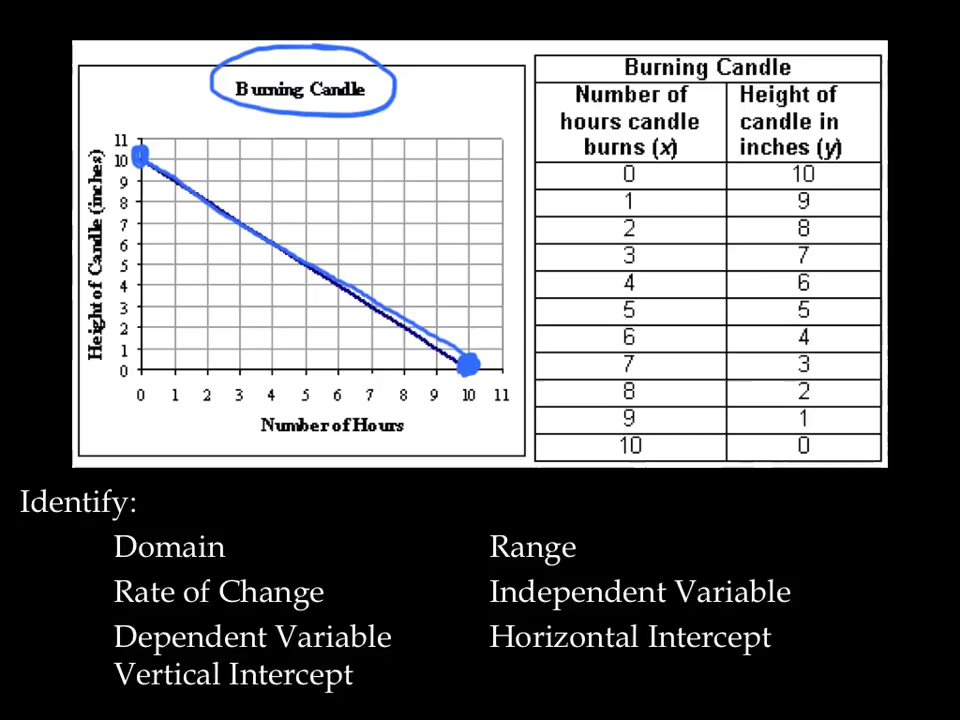 Burning Candle
11
10
9
8
7
6
5
4
3
2
1
0
Height of Candle (inches)
0 1 2 3 4 5 6 7 8 9 10 11
Number of Hours
Burning Candle
Number of hours candle burns (x) Height of candle in inches (y)
0 10
1 9
2 8
3 7
4 6
5 5
6 4
7 3
8 2
9 1
10 0
Identify:
Domain Range
Rate of Change Independent Variable
Dependent Variable Horizontal Intercept
Vertical Intercept